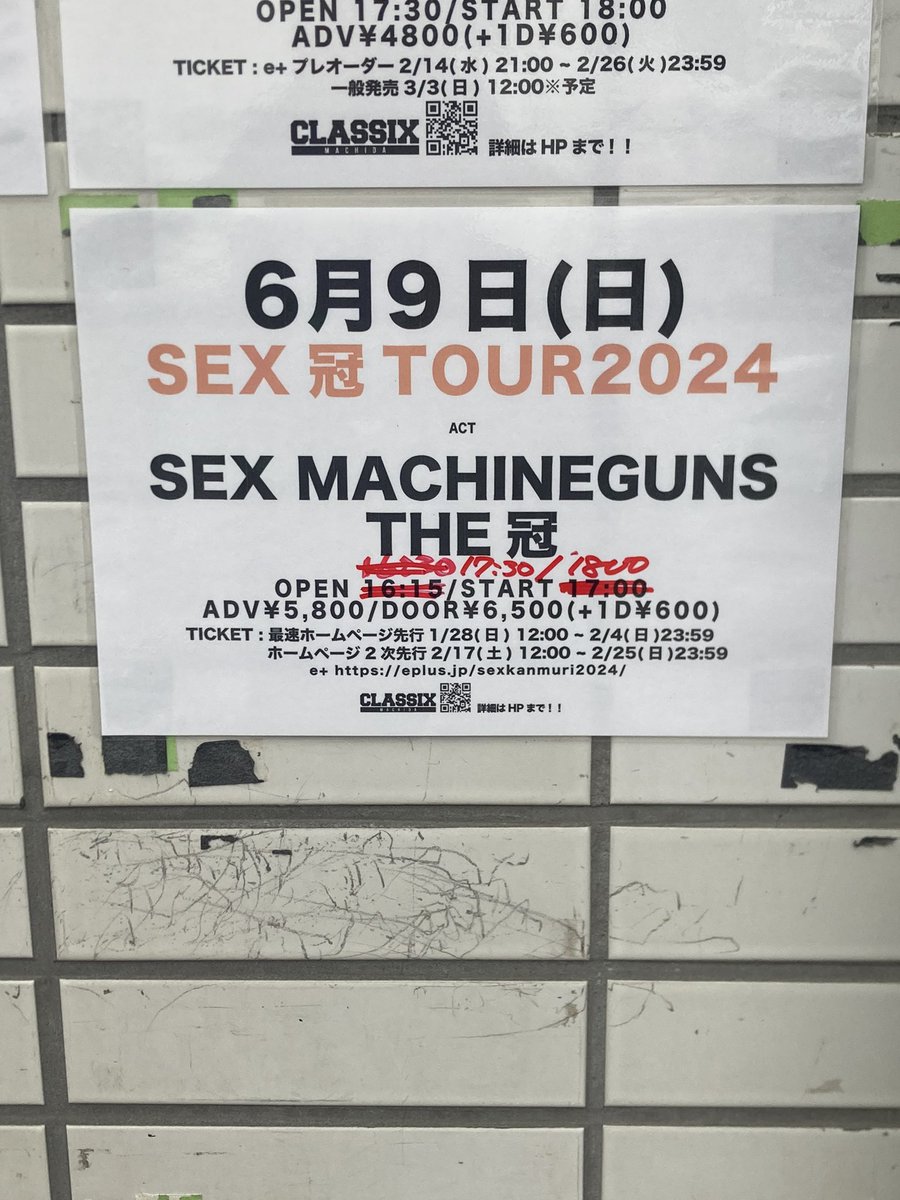 OPEN 17:30/START 18:00
ADV¥4800(+1D¥600)
TICKET : e+ プレオーダー 2/14(水) 21:00 ~ 2/26(火)23:59
一般発売 3/3(日) 12:00※予定
CLASSIX
MACHIDA
詳細は HP まで！！
6月9日(日)
SEX 冠 TOUR2024
ACT
SEX MACHINEGUNS
THE 冠
17:30/1800
OPEN 16:15/START 17:00
ADV¥5,800/DOOR¥6,500(+1D¥600)
TICKET : 最速ホームページ先行 1/28(日) 12:00 ~ 2/4(日)23:59
ホームページ 2 次先行 2/17(土) 12:00 ~ 2/25(日)23:59
e+ https://eplus.jp/sexkanmuri2024/
CLASSIX
MACHIDA
詳細は HP まで！！